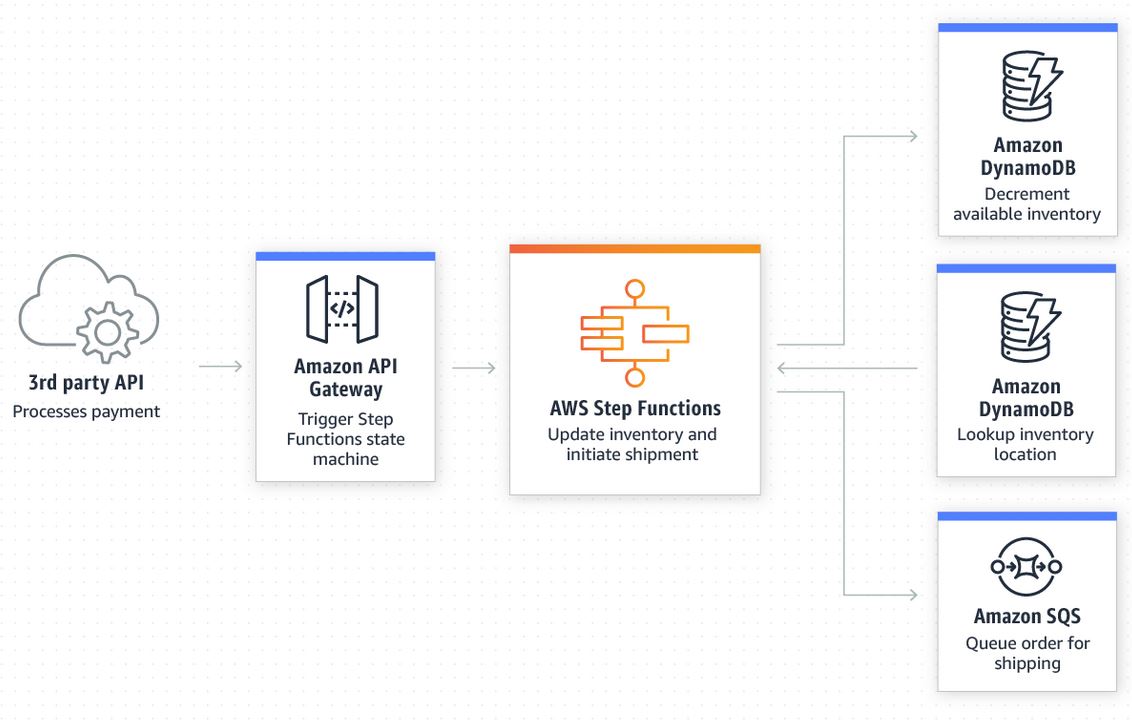 3rd party API
Processes payment
Amazon API
Gateway
Trigger Step
Functions state
machine
</>
AWS Step Functions
Update inventory and
initiate shipment
Amazon
DynamoDB
Decrement
available inventory
Amazon
DynamoDB
Lookup inventory
location
Amazon SQS
Queue order for
shipping